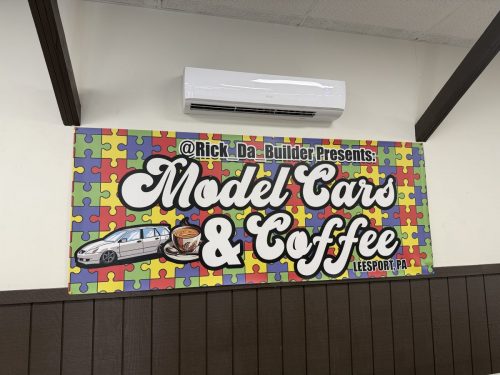 @Rick_Da_Builder Presents:
Model Cars
& Coffee
LEESPORT, PA